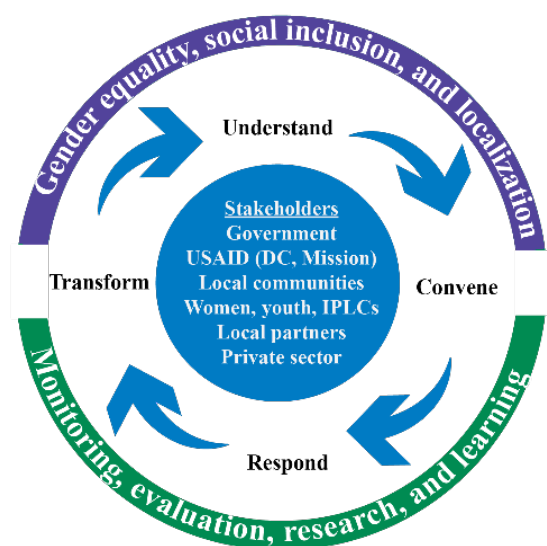 Gender equality, social inclusion, and localization
Understand
Stakeholders
Government
USAID (DC, Mission)
Local communities
Women, youth, IPLCs
Local partners
Private sector
Transform
Convene
Respond
Monitoring, evaluation, research, and learning